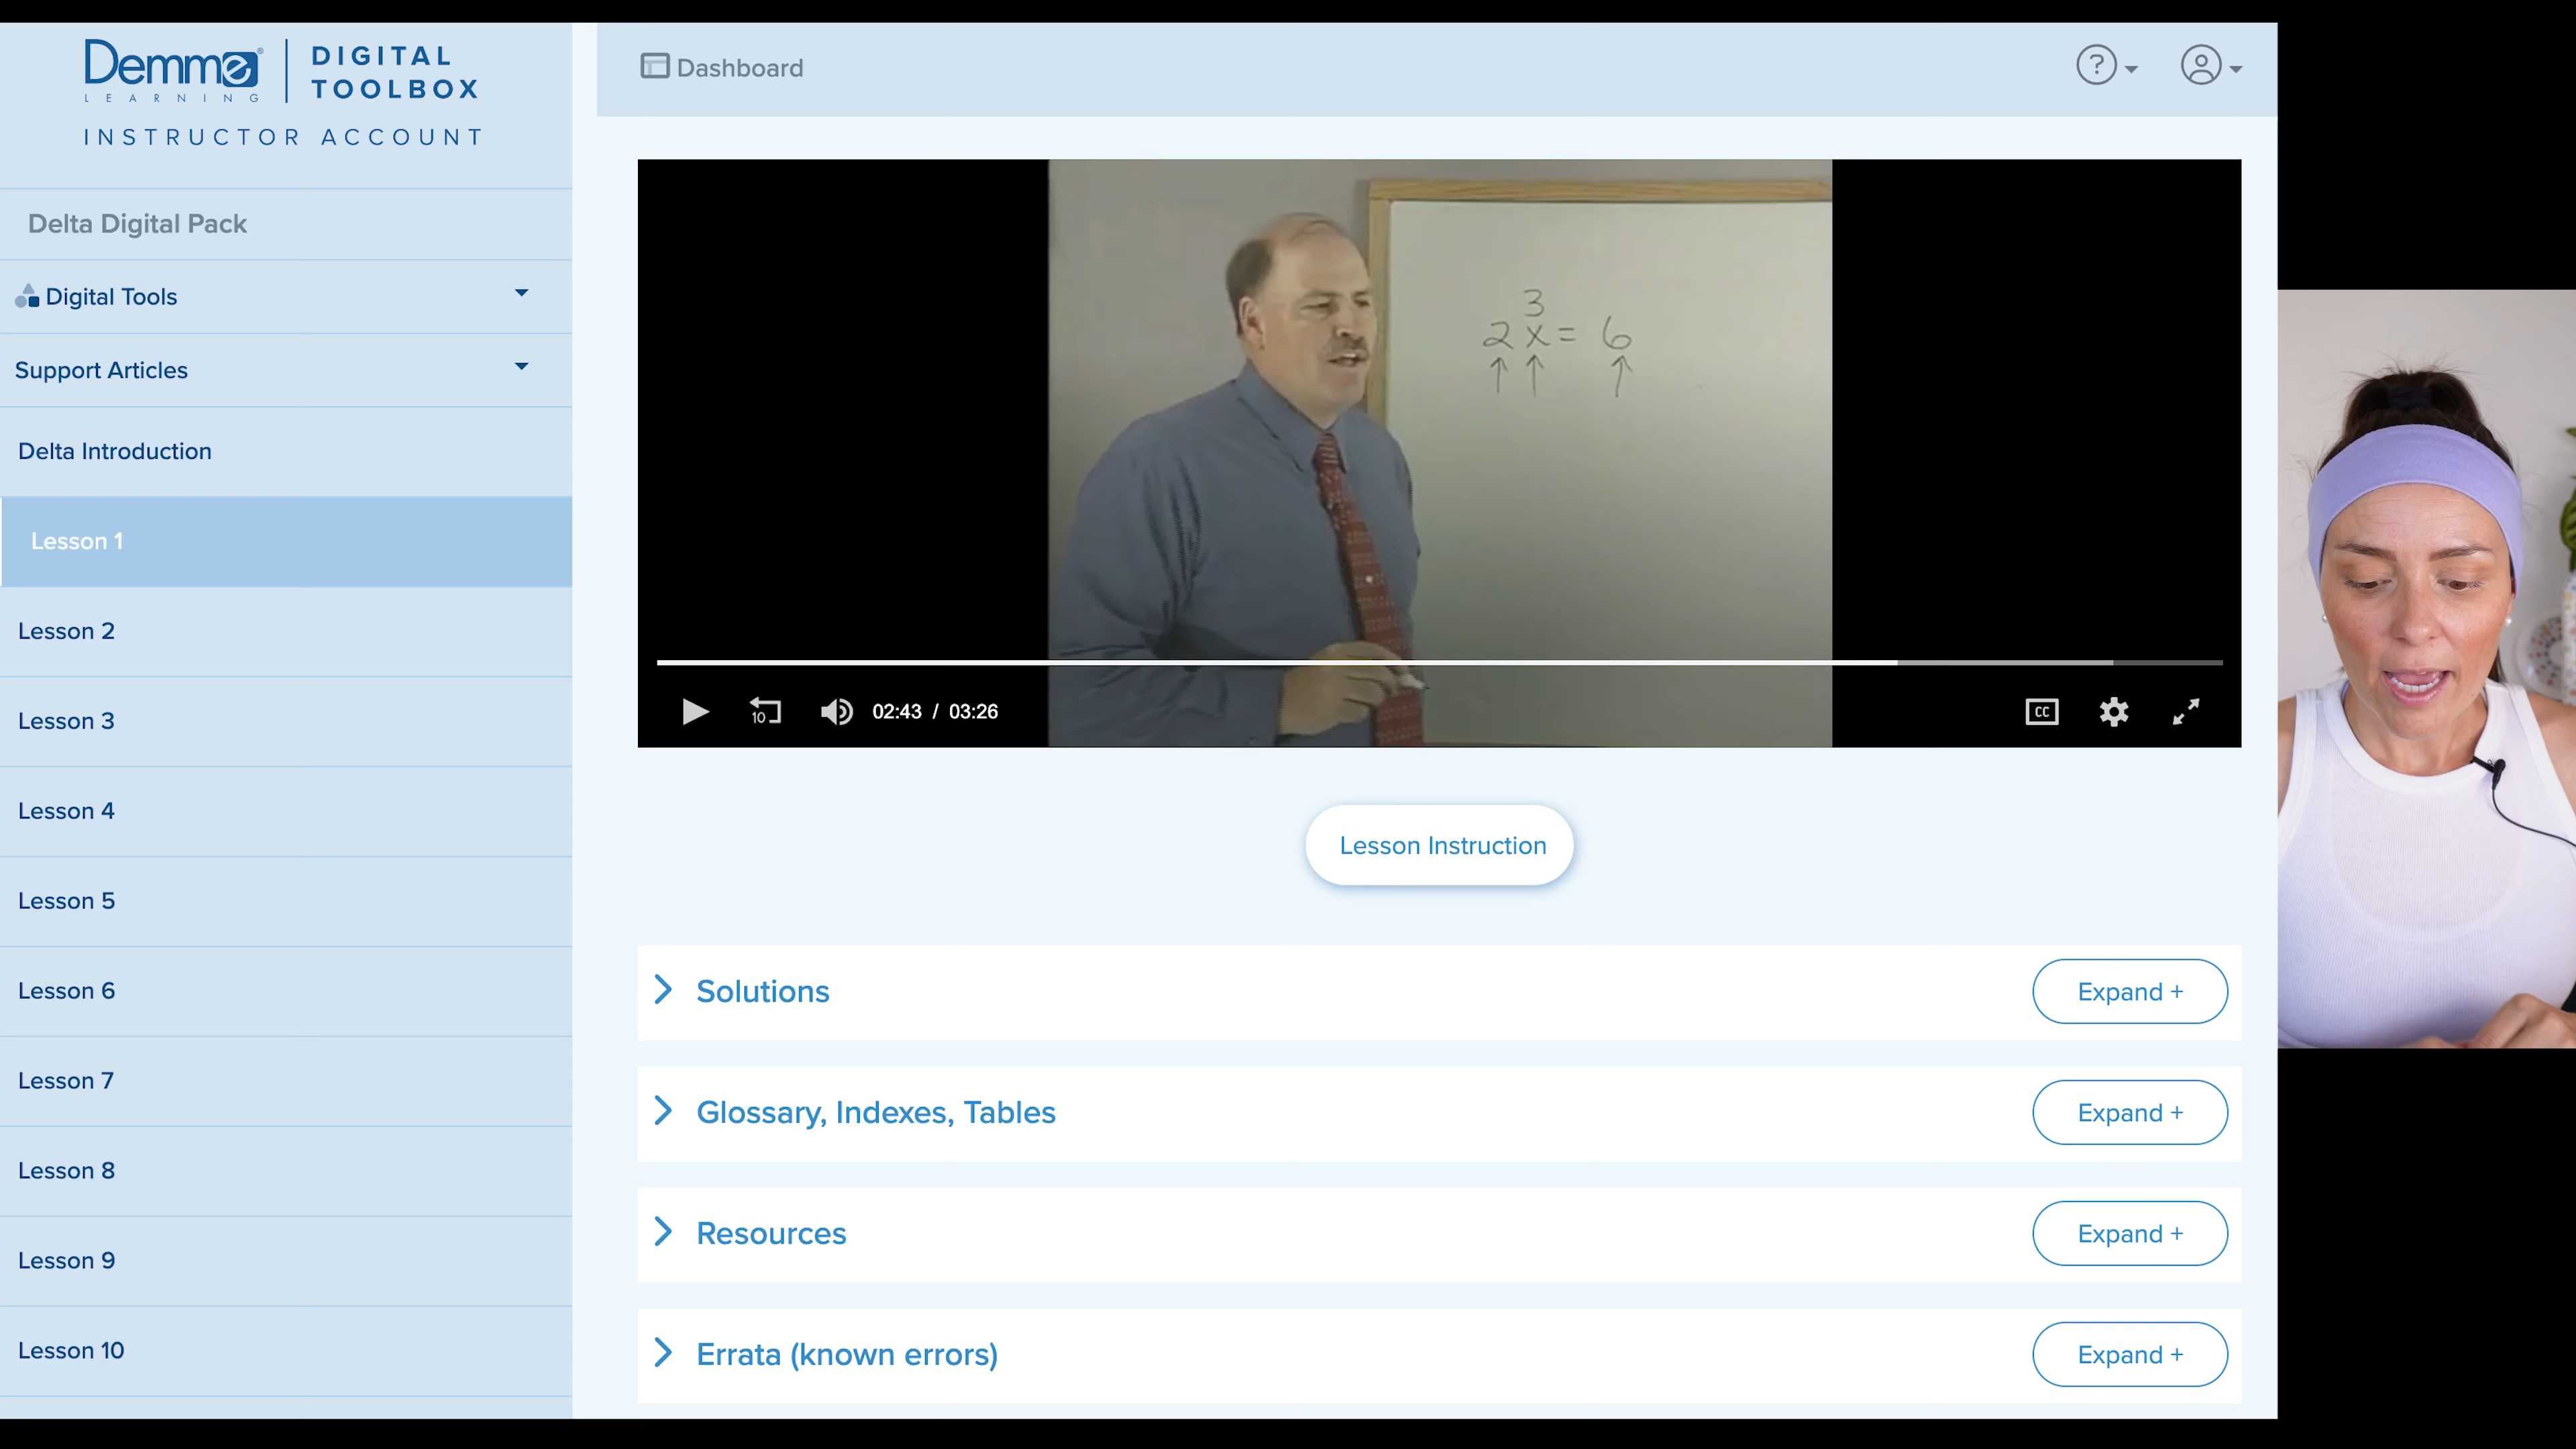 Demme
LEARNING
DIGITAL
TOOLBOX
INSTRUCTOR ACCOUNT
Delta Digital Pack
Digital Tools
Support Articles
Delta Introduction
Lesson 1
Lesson 2
Lesson 3
Lesson 4
Lesson 5
Lesson 6
Lesson 7
Lesson 8
Lesson 9
Lesson 10
Dashboard
?
3
2x = 6
10
02:43 / 03:26
CC
Lesson Instruction
Solutions
Expand +
Glossary, Indexes, Tables
Expand +
Resources
Expand +
Errata (known errors)
Expand +